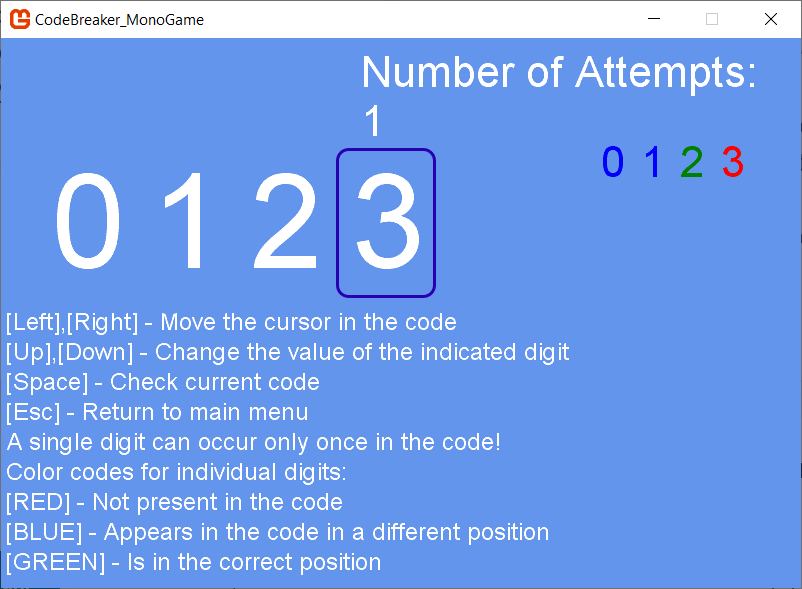 CodeBreaker_MonoGame
Number of Attempts:
1
0 1 2 3
0 1 2 3
[Left],[Right] - Move the cursor in the code
[Up],[Down] - Change the value of the indicated digit
[Space] - Check current code
[Esc] - Return to main menu
A single digit can occur only once in the code!
Color codes for individual digits:
[RED] - Not present in the code
[BLUE] - Appears in the code in a different position
[GREEN] - Is in the correct position